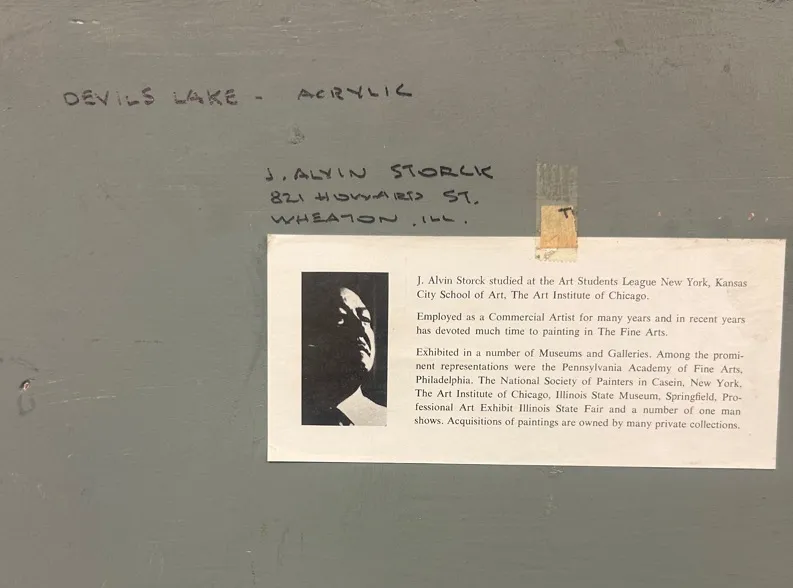 DEVILS LAKE - ACRYLIC
J. ALVIN STORCK
821 HOWARD ST.
WHEATON . ILL.
T
J. Alvin Storck studied at the Art Students League New York, Kansas
City School of Art, The Art Institute of Chicago.
Employed as a Commercial Artist for many years and in recent years
has devoted much time to painting in The Fine Arts.
Exhibited in a number of Museums and Galleries. Among the promi-
nent representations were the Pennsylvania Academy of Fine Arts,
Philadelphia. The National Society of Painters in Casein, New York,
The Art Institute of Chicago, Illinois State Museum, Springfield, Pro-
fessional Art Exhibit Illinois State Fair and a number of one man
shows. Acquisitions of paintings are owned by many private collections.